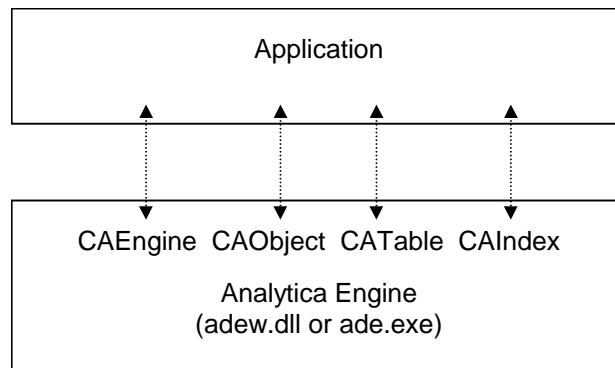 Application
CAEngine CAObject CATable CAIndex
Analytica Engine
(adew.dll or ade.exe)